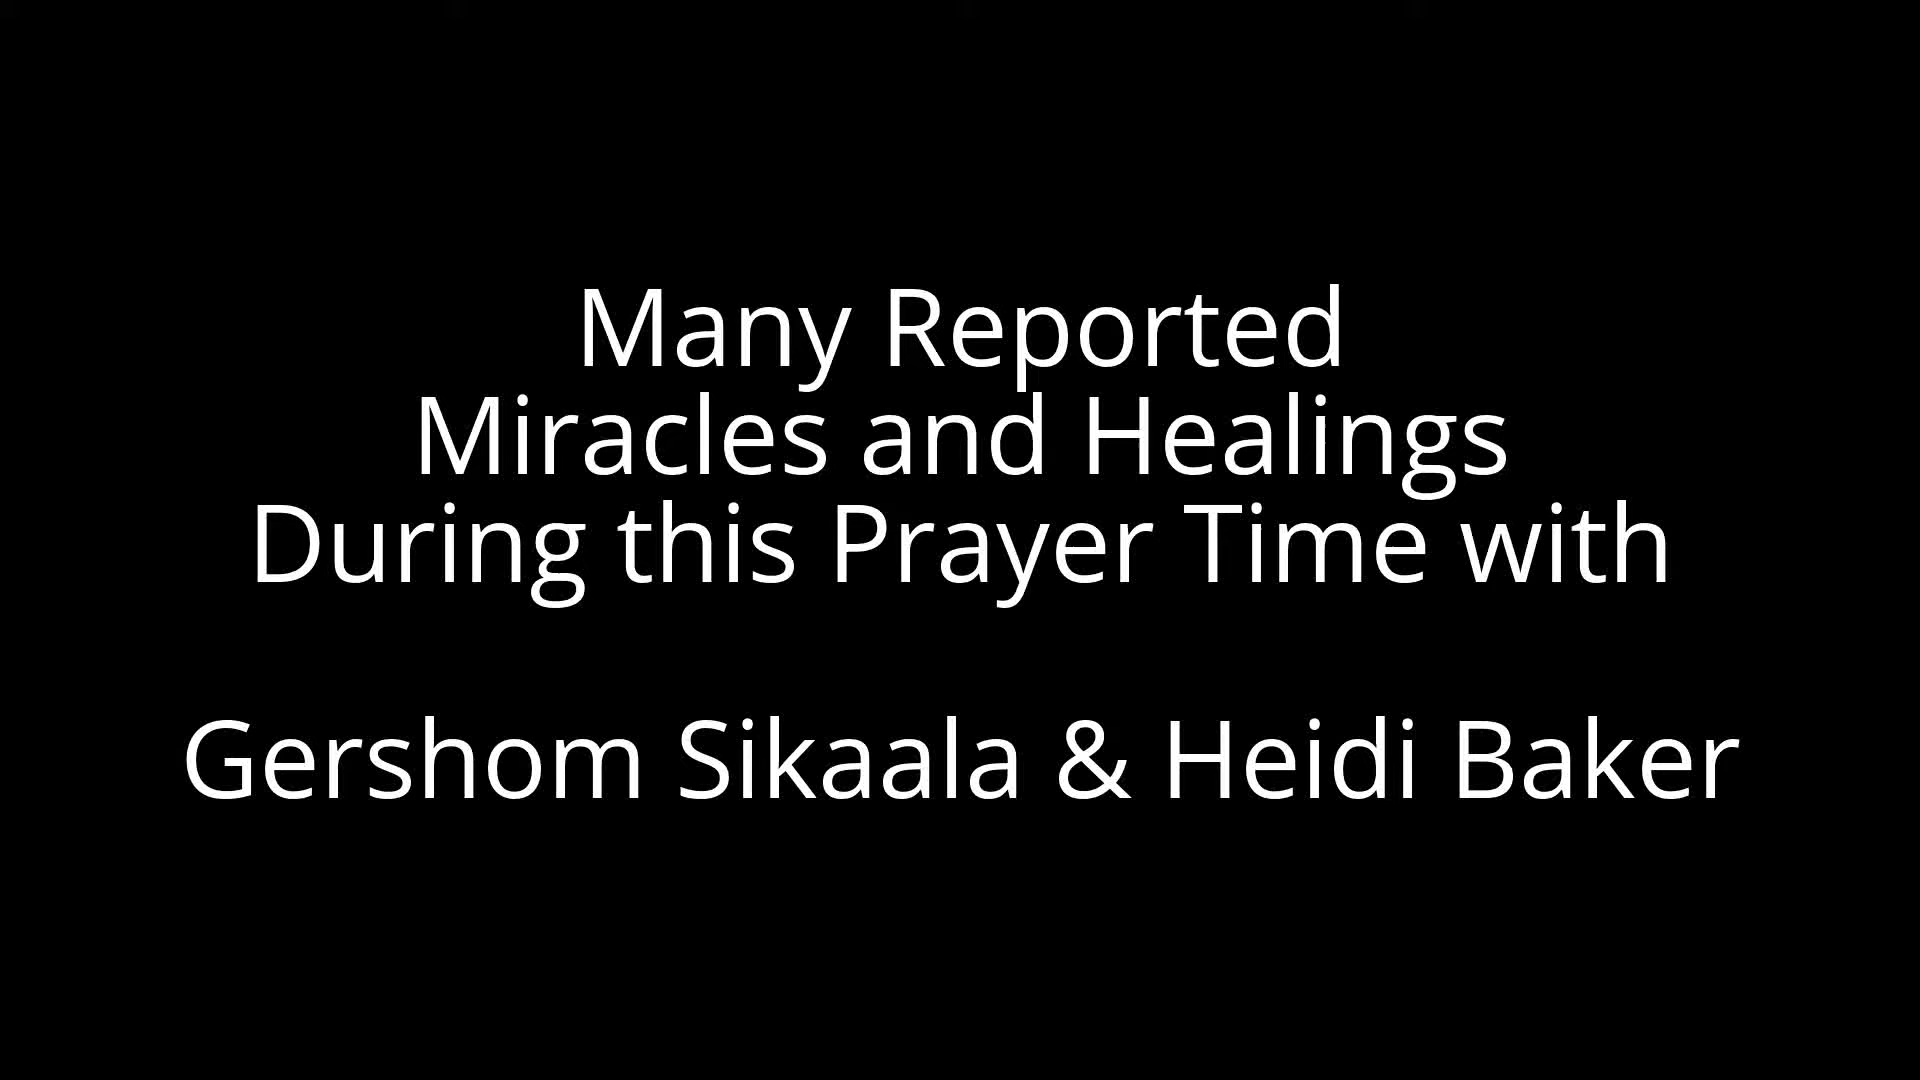 Many Reported
Miracles and Healings
During this Prayer Time with
Gershom Sikaala & Heidi Baker